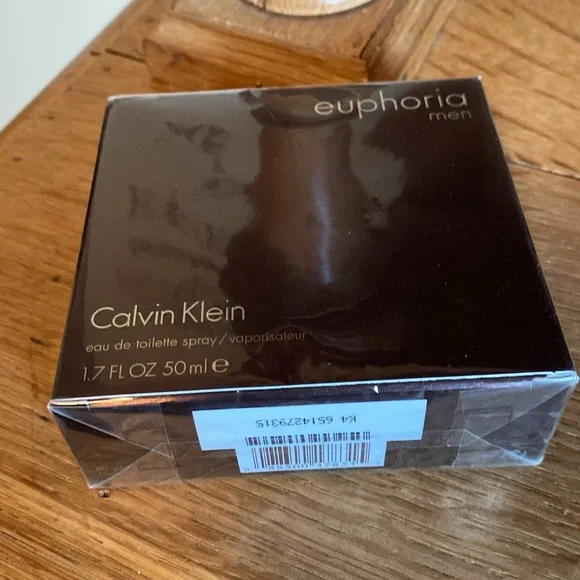 euphoria
men
Calvin Klein
eau de toilette spray/vaporisateur
1.7 FL OZ 50 ml e
K4 6514279315